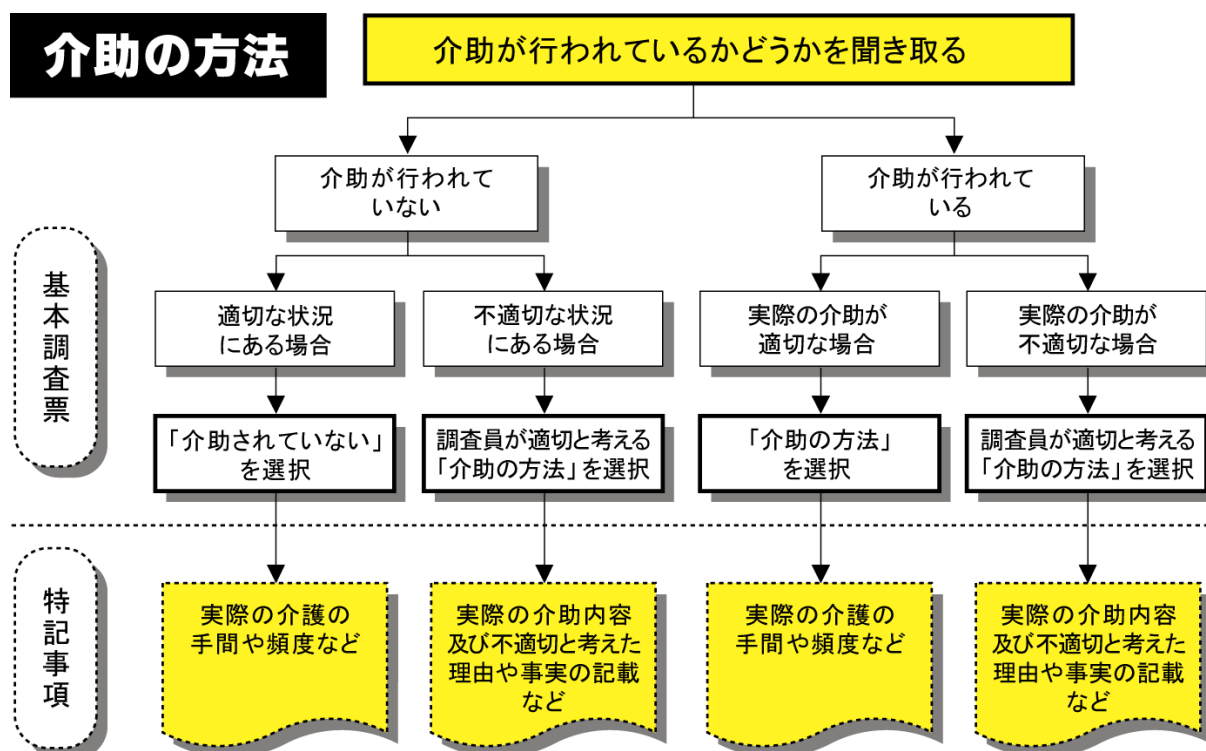 介助の方法
介助が行われているかどうかを聞き取る
介助が行われて
いない
介助が行われて
いる
基本調査票
適切な状況
にある場合
不適切な状況
にある場合
実際の介助が
適切な場合
実際の介助が
不適切な場合
「介助されていない」
を選択
調査員が適切と考える
「介助の方法」を選択
「介助の方法」
を選択
調査員が適切と考える
「介助の方法」を選択
特記事項
実際の介護の
手間や頻度など
実際の介助内容
及び不適切と考えた
理由や事実の記載
など
実際の介護の
手間や頻度など
実際の介助内容
及び不適切と考えた
理由や事実の記載
など